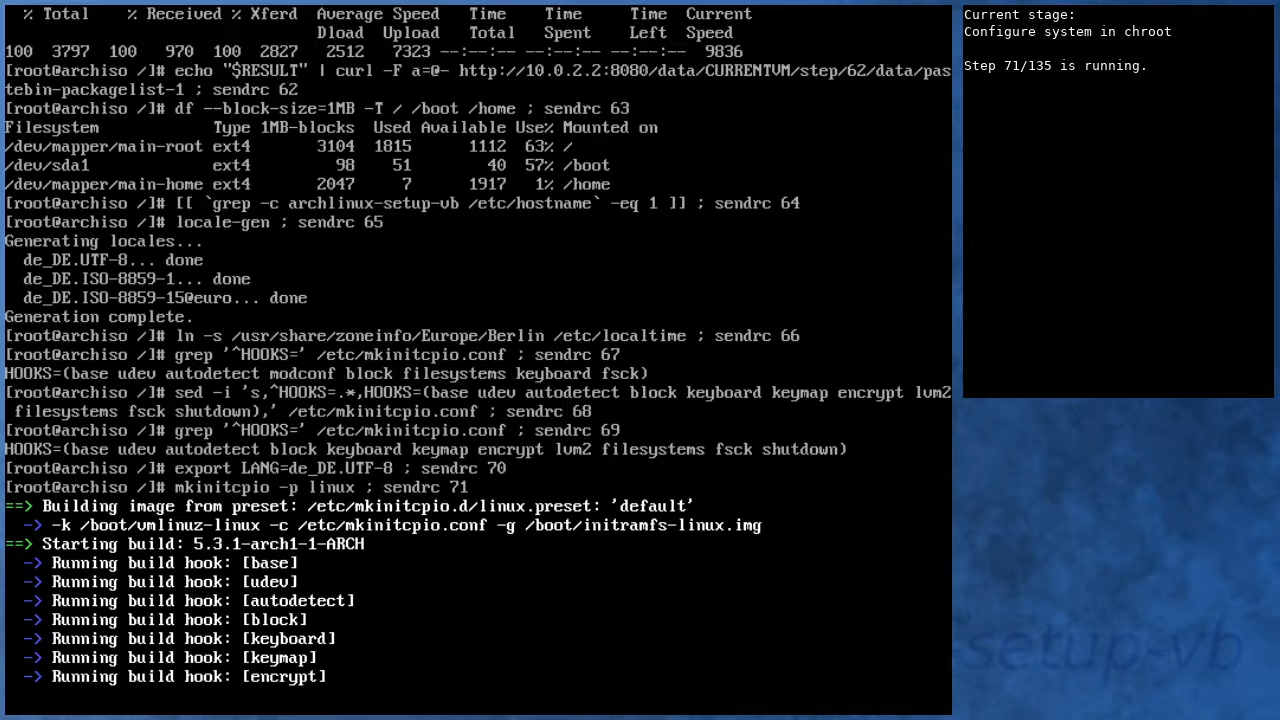 % Total    % Received % Xferd  Average Speed   Time    Time     Time  Current
                                 Dload  Upload   Total   Spent    Left  Speed
100  3797  100   970  100  2827   2512   7323 --:--:-- --:--:-- --:--:--  9836
[root@archiso /]# echo "$RESULT" | curl -F a=@- http://10.0.2.2:8080/data/CURRENTVM/step/62/data/pas
tebin-packagelist-1 ; sendrc 62
[root@archiso /]# df --block-size=1MB -T / /boot /home ; sendrc 63
Filesystem            Type 1MB-blocks  Used Available Use% Mounted on
/dev/mapper/main-root ext4       3104  1815      1112  63% /
/dev/sda1             ext4         98    51        40  57% /boot
/dev/mapper/main-home ext4       2047     7      1917   1% /home
[root@archiso /]# [[ `grep -c archlinux-setup-vb /etc/hostname` -eq 1 ]] ; sendrc 64
[root@archiso /]# locale-gen ; sendrc 65
Generating locales...
  de_DE.UTF-8... done
  de_DE.ISO-8859-1... done
  de_DE.ISO-8859-15@euro... done
Generation complete.
[root@archiso /]# ln -s /usr/share/zoneinfo/Europe/Berlin /etc/localtime ; sendrc 66
[root@archiso /]# grep '^HOOKS=' /etc/mkinitcpio.conf ; sendrc 67
HOOKS=(base udev autodetect modconf block filesystems keyboard fsck)
[root@archiso /]# sed -i 's,^HOOKS=.*,HOOKS=(base udev autodetect block keyboard keymap encrypt lvm2
 filesystems fsck shutdown),' /etc/mkinitcpio.conf ; sendrc 68
[root@archiso /]# grep '^HOOKS=' /etc/mkinitcpio.conf ; sendrc 69
HOOKS=(base udev autodetect block keyboard keymap encrypt lvm2 filesystems fsck shutdown)
[root@archiso /]# export LANG=de_DE.UTF-8 ; sendrc 70
[root@archiso /]# mkinitcpio -p linux ; sendrc 71
==> Building image from preset: /etc/mkinitcpio.d/linux.preset: 'default'
  -> -k /boot/vmlinuz-linux -c /etc/mkinitcpio.conf -g /boot/initramfs-linux.img
==> Starting build: 5.3.1-arch1-1-ARCH
  -> Running build hook: [base]
  -> Running build hook: [udev]
  -> Running build hook: [autodetect]
  -> Running build hook: [block]
  -> Running build hook: [keyboard]
  -> Running build hook: [keymap]
  -> Running build hook: [encrypt]
Current stage:
Configure system in chroot
Step 71/135 is running.
-setup-vb